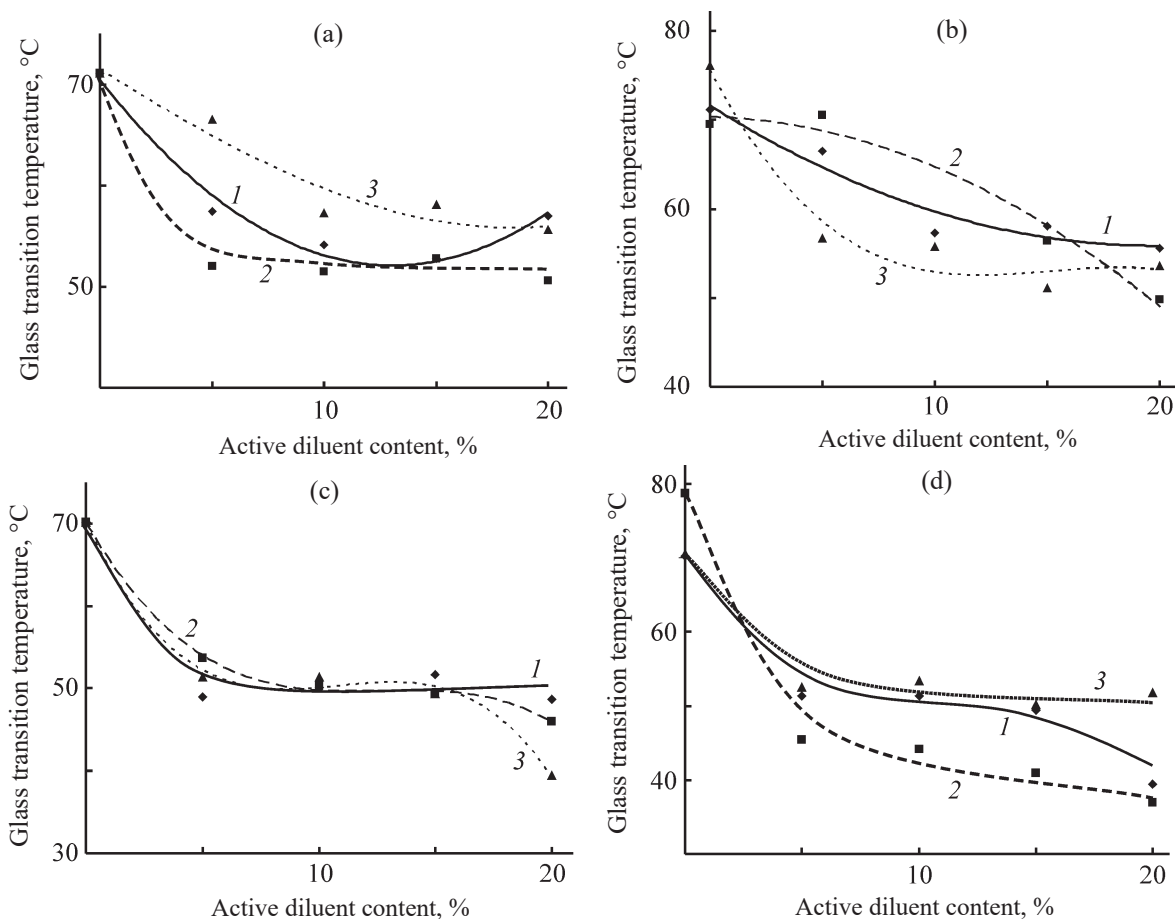 (a)
Glass transition temperature, °C
70
50
1
2
3
10
20
Active diluent content, %
(b)
Glass transition temperature, °C
80
60
40
2
1
3
10
20
Active diluent content, %
(c)
Glass transition temperature, °C
70
50
30
2
1
3
10
20
Active diluent content, %
(d)
Glass transition temperature, °C
80
60
40
3
1
2
10
20
Active diluent content, %